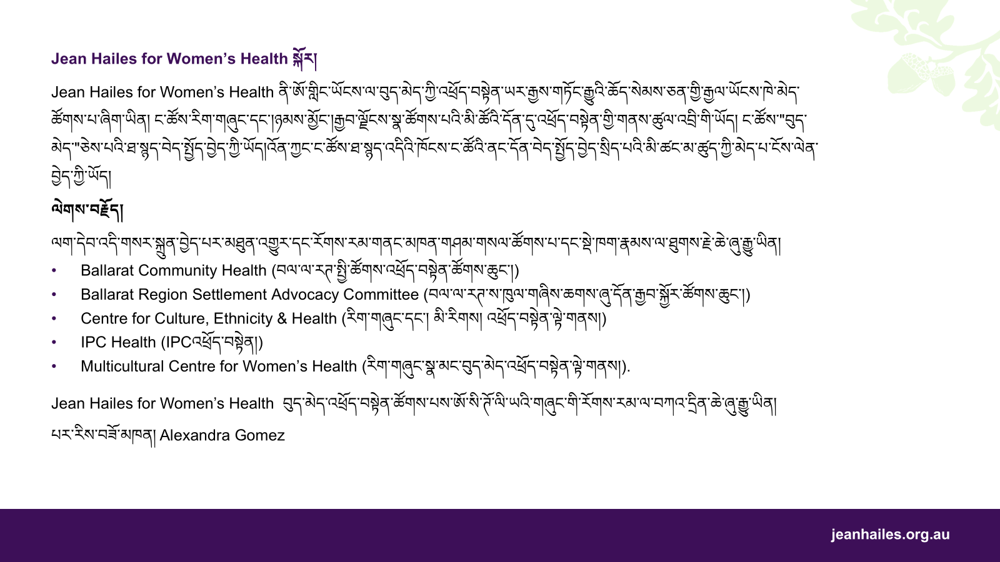 Jean Hailes for Women’s Health སྐོར།
Jean Hailes for Women’s Health ནི་ཨོ་གླིང་ཡོངས་ལ་བུད་མེད་ཀྱི་འཕྲོད་བསྟེན་ཡར་རྒྱས་གཏོང་རྒྱུའི་ཆོད་སེམས་ཅན་གྱི་རྒྱལ་ཡོངས་ཁེ་མེད་
ཚོགས་པ་ཞིག་ཡིན། ང་ཚོས་རིག་གཞུང་དང་།ཉམས་མྱོང་།རྒྱབ་ལྗོངས་སྣ་ཚོགས་པའི་མི་ཚོའི་དོན་དུ་འཕྲོད་བསྟེན་གྱི་གནས་ཚུལ་འབྲི་གི་ཡོད། ང་ཚོས་"བུད་
མེད་"ཅེས་པའི་ཐ་སྙད་བེད་སྤྱོད་བྱེད་ཀྱི་ཡོད།འོན་ཀྱང་ང་ཚོས་ཐ་སྙད་འདིའི་ཁོངས་ང་ཚོའི་ནང་དོན་བེད་སྤྱོད་བྱེད་སྲིད་པའི་མི་ཚང་མ་ཚུད་ཀྱི་མེད་པ་ངོས་ལེན་
བྱེད་ཀྱི་ཡོད།
ལེགས་བརྗོད།
ལག་དེབ་འདི་གསར་སྐྲུན་བྱེད་པར་མཐུན་འགྱུར་དང་རོགས་རམ་གནང་མཁན་གཤམ་གསལ་ཚོགས་པ་དང་སྡེ་ཁག་རྣམས་ལ་ཐུགས་རྗེ་ཆེ་ཞུ་རྒྱུ་ཡིན།
• Ballarat Community Health (བལ་ལ་རཊ་སྤྱི་ཚོགས་འཕྲོད་བསྟེན་ཚོགས་ཆུང་།)
• Ballarat Region Settlement Advocacy Committee (བལ་ལ་རཊ་ས་ཁུལ་གཞིས་ཆགས་ཞུ་དོན་རྒྱབ་སྐྱོར་ཚོགས་ཆུང་།)
• Centre for Culture, Ethnicity & Health (རིག་གཞུང་དང་། མི་རིགས། འཕྲོད་བསྟེན་ལྟེ་གནས།)
• IPC Health (IPCའཕྲོད་བསྟེན།)
• Multicultural Centre for Women’s Health (རིག་གཞུང་སྣ་མང་བུད་མེད་འཕྲོད་བསྟེན་ལྟེ་གནས།).
Jean Hailes for Women’s Health བུད་མེད་འཕྲོད་བསྟེན་ཚོགས་པས་ཨོ་སི་ཊོ་ལི་ཡའི་གཞུང་གི་རོགས་རམ་ལ་བཀའ་དྲིན་ཆེ་ཞུ་རྒྱུ་ཡིན།
པར་རིས་བཟོ་མཁན། Alexandra Gomez
jeanhailes.org.au